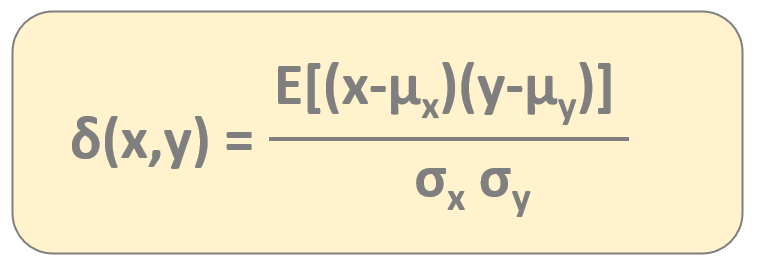 δ(x,y) = E[(x-μx)(y-μy)]
σx σy